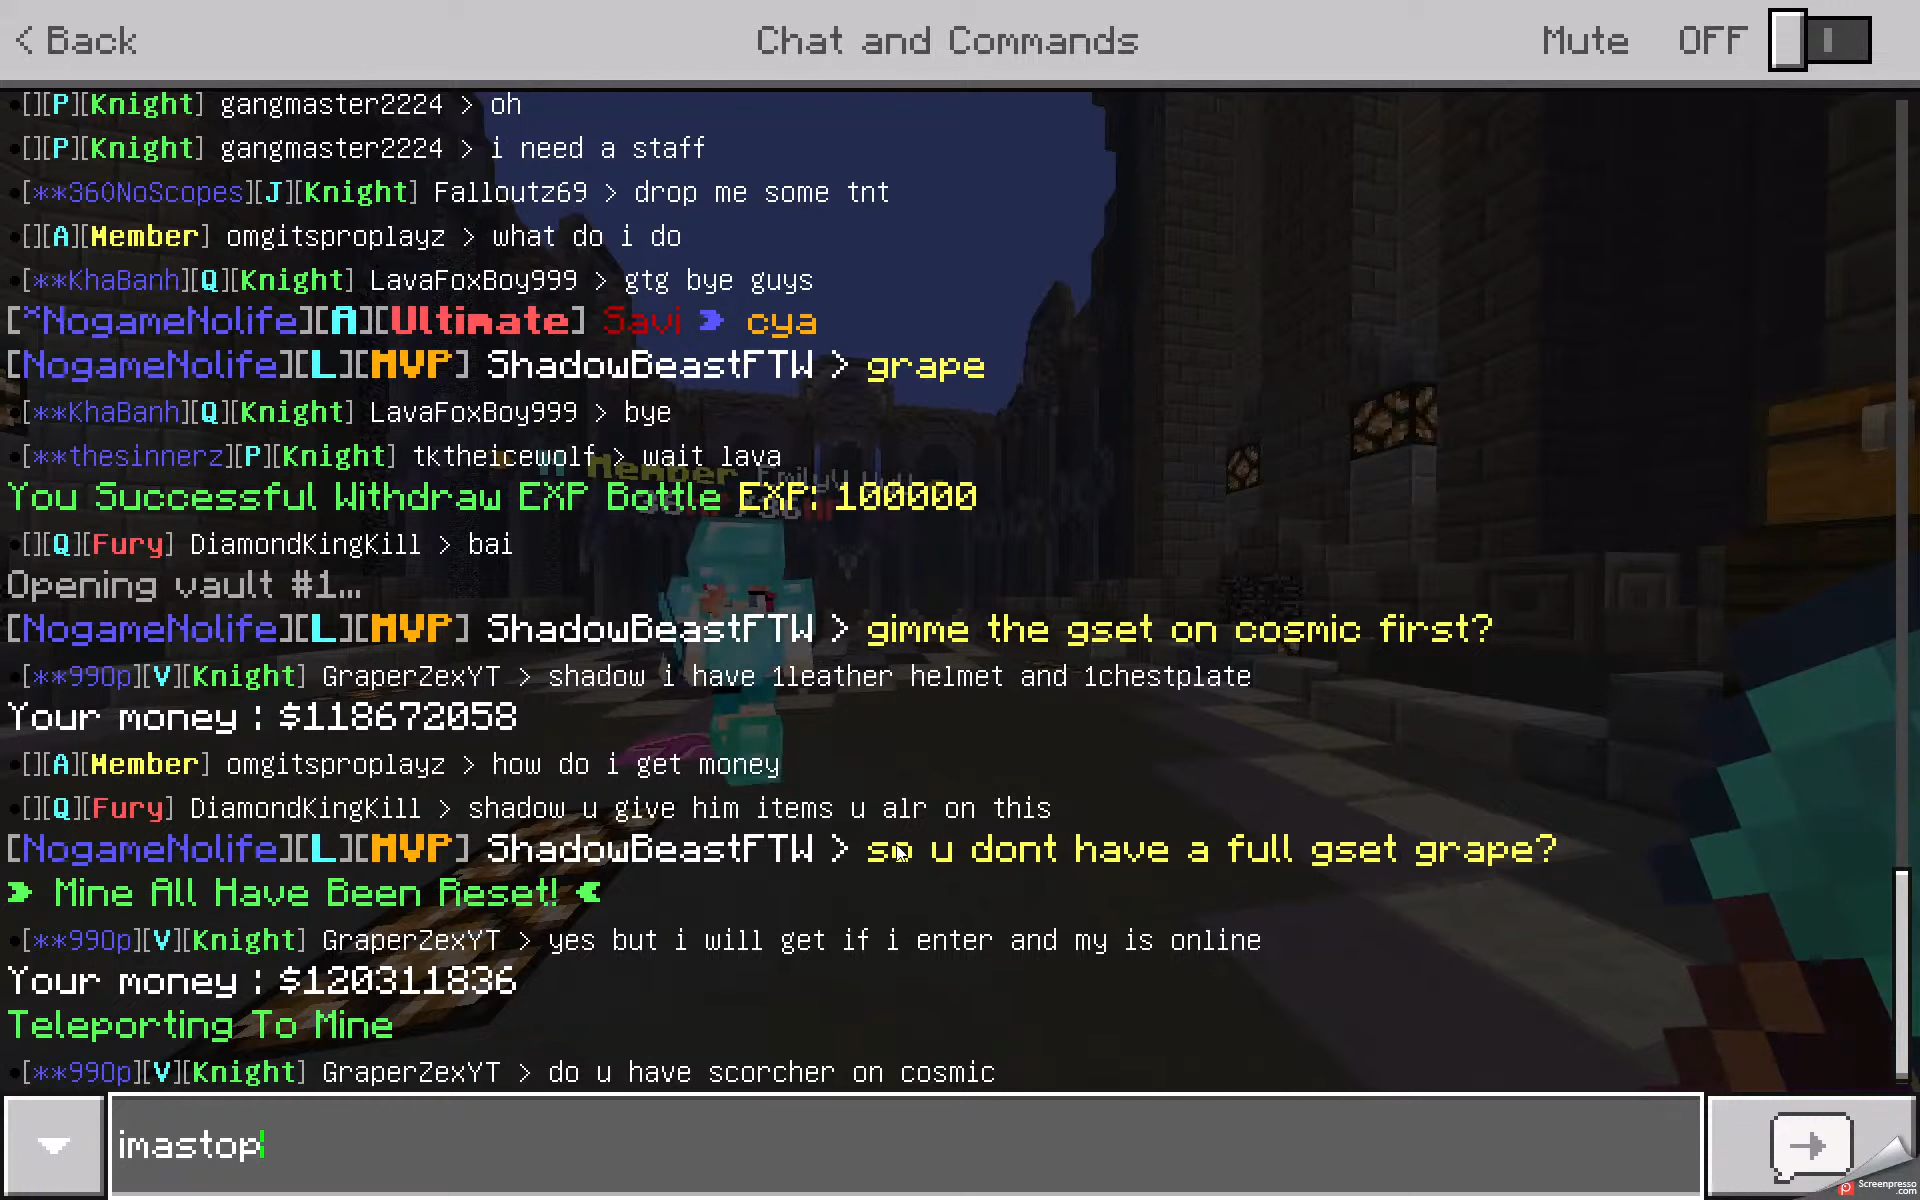 < Back
Chat and Commands
Mute OFF
[][P][Knight] gangmaster2224 > oh
[][P][Knight] gangmaster2224 > i need a staff
[**360NoScopes][J][Knight] Falloutz69 > drop me some tnt
[][A][Member] omgitsproplayz > what do i do
[**KhaBanh][Q][Knight] LavaFoxBoy999 > gtg bye guys
[*NogameNolife][A][Ultimate] Savi > cya
[NogameNolife][L][MVP] ShadowBeastFTW > grape
[**KhaBanh][Q][Knight] LavaFoxBoy999 > bye
[**thesinnerz][P][Knight] tktheicewolf > wait lava
Member
You Successful Withdraw EXP Bottle EXP: 100000
[][Q][Fury] DiamondKingKill > bai
Opening vault #1...
[NogameNolife][L][MVP] ShadowBeastFTW > gimme the gset on cosmic first?
[**990p][V][Knight] GraperZexYT > shadow i have 1leather helmet and 1chestplate
Your money : $118672058
[][A][Member] omgitsproplayz > how do i get money
[][Q][Fury] DiamondKingKill > shadow u give him items u alr on this
[NogameNolife][L][MVP] ShadowBeastFTW > so u dont have a full gset grape?
Mine All Have Been Reset!
[**990p][V][Knight] GraperZexYT > yes but i will get if i enter and my is online
Your money : $120311836
Teleporting To Mine
[**990p][V][Knight] GraperZexYT > do u have scorcher on cosmic
imastop
Screenpresso
.com